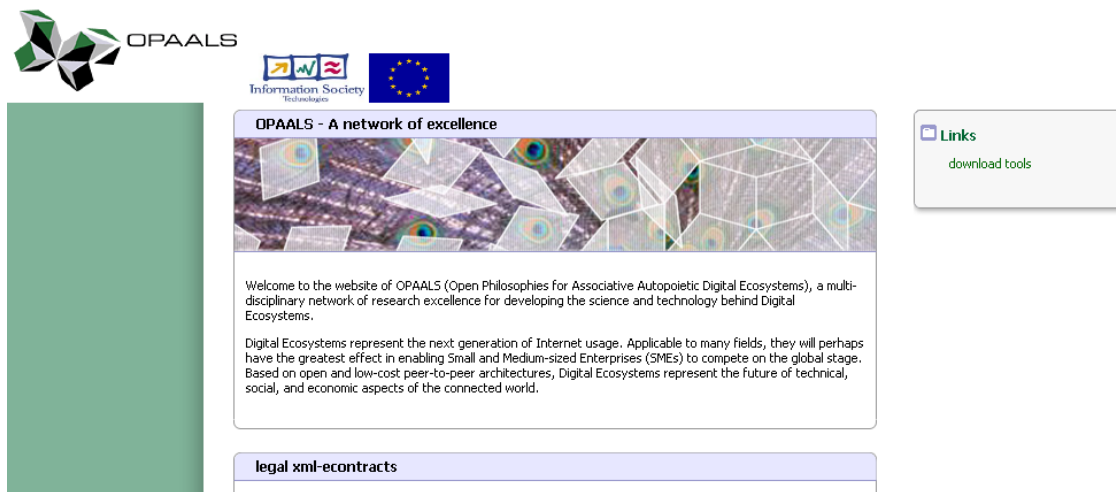 OPAALS
Information Society
Technologies
OPAALS - A network of excellence
Links
download tools
Welcome to the website of OPAALS (Open Philosophies for Associative Autopoietic Digital Ecosystems), a multi-
disciplinary network of research excellence for developing the science and technology behind Digital
Ecosystems.
Digital Ecosystems represent the next generation of Internet usage. Applicable to many fields, they will perhaps
have the greatest effect in enabling Small and Medium-sized Enterprises (SMEs) to compete on the global stage.
Based on open and low-cost peer-to-peer architectures, Digital Ecosystems represent the future of technical,
social, and economic aspects of the connected world.
legal xml-econtracts